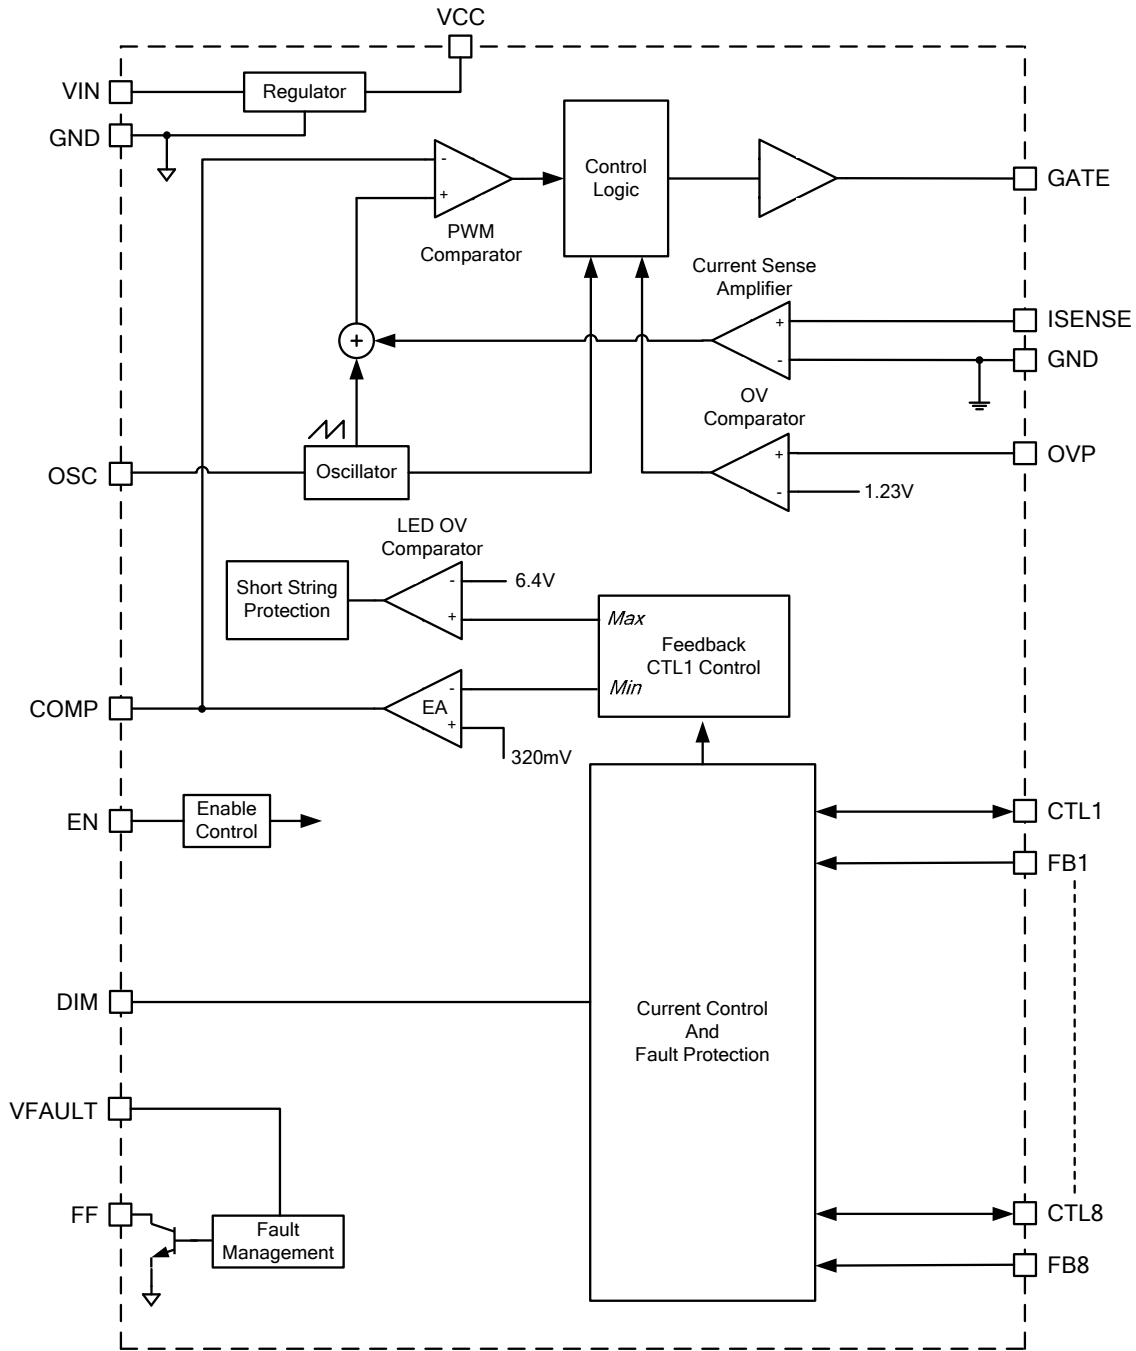 VCC
VIN
Regulator
GND
-
+
PWM
Comparator
Control
Logic
GATE
Current Sense
Amplifier
+
-
ISENSE
GND
+
OV
Comparator
+
-
OVP
1.23V
OSC
Oscillator
LED OV
Comparator
-
+
6.4V
Short String
Protection
Max
Feedback
CTL1 Control
Min
COMP
-
EA
+
320mV
EN
Enable
Control
CTL1
FB1
DIM
Current Control
And
Fault Protection
VFAULT
FF
Fault
Management
CTL8
FB8